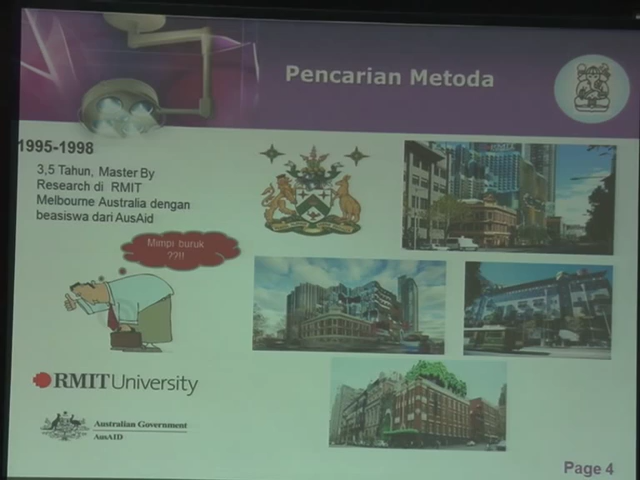 Pencarian Metoda
1995-1998
3,5 Tahun, Master By
Research di RMIT
Melbourne Australia dengan
beasiswa dari AusAid
Mimpi buruk
??!!
RMIT University
Australian Government
AusAID
Page 4